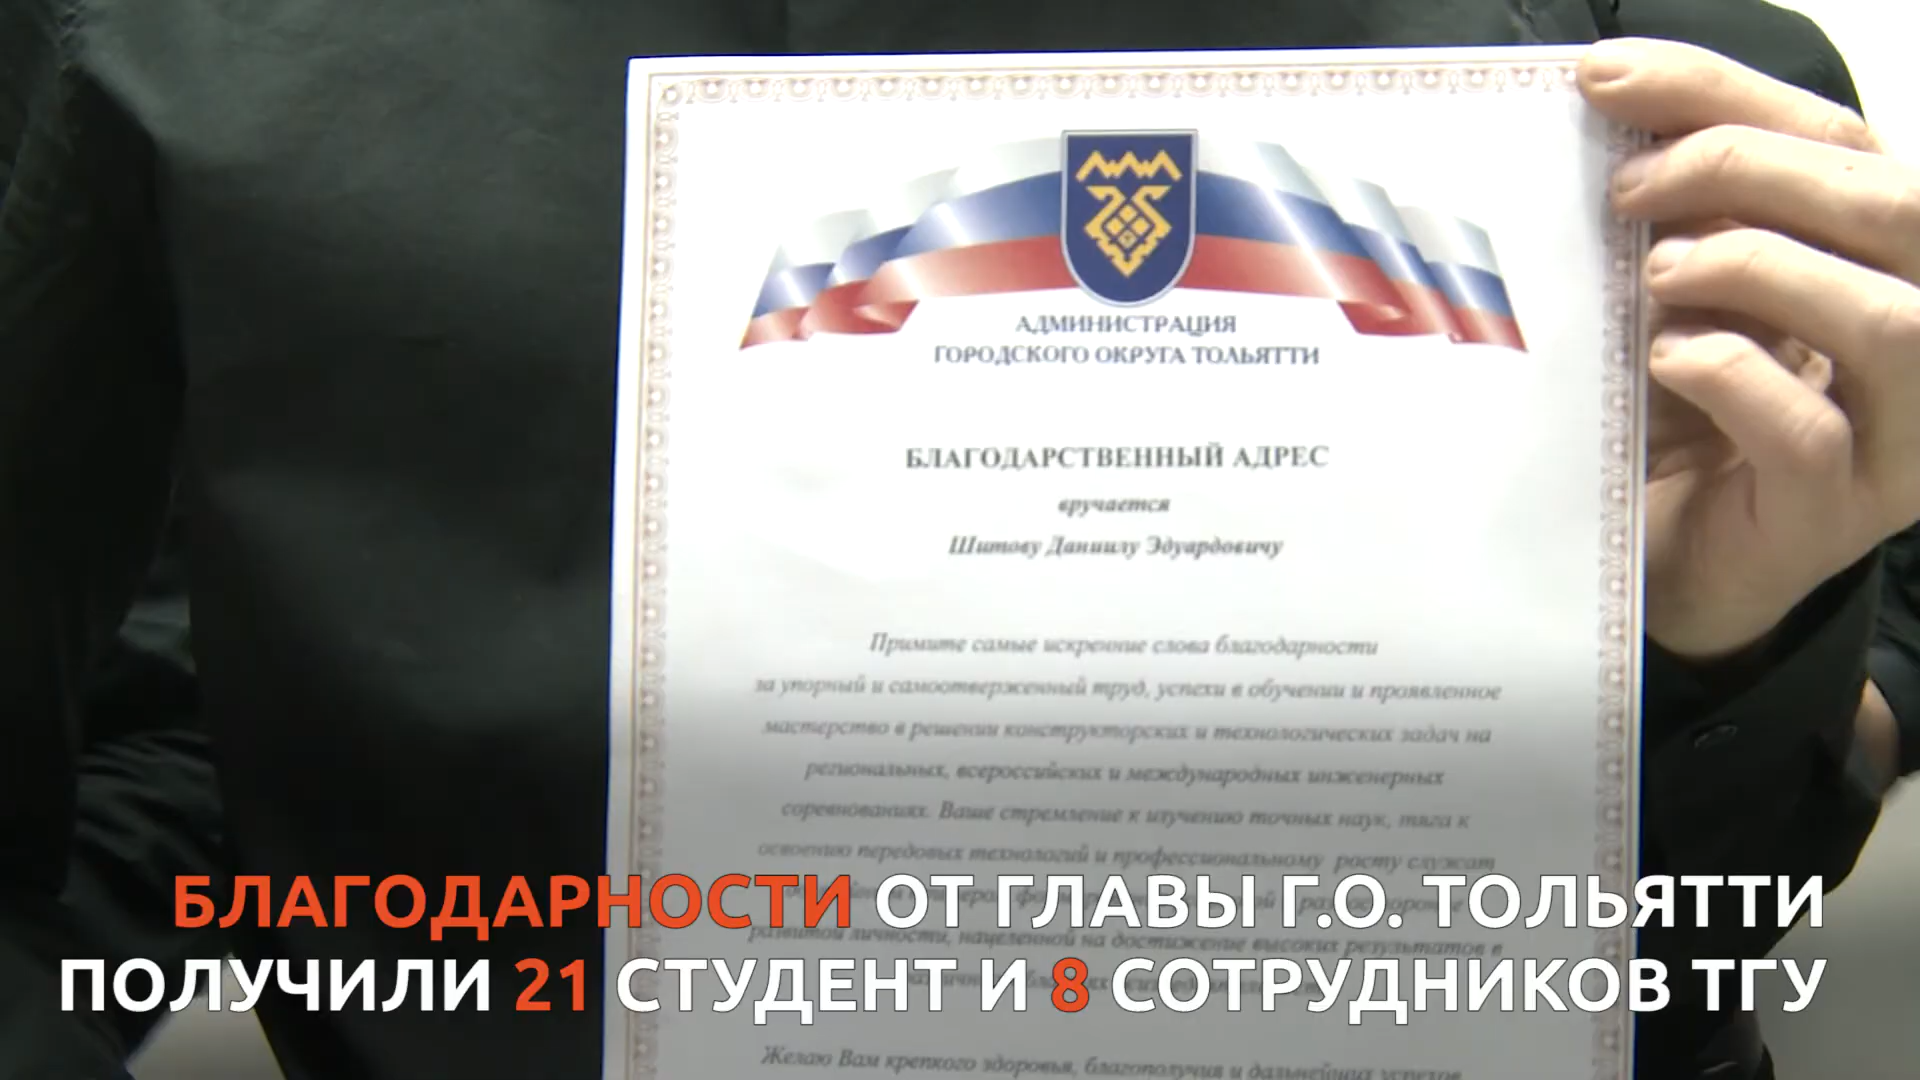 АДМИНИСТРАЦИЯ
ГОРОДСКОГО ОКРУГА ТОЛЬЯТТИ
БЛАГОДАРСТВЕННЫЙ АДРЕС
вручается
Шитову Даниилу Эдуардовичу
Примите самые искренние слова благодарности
за упорный и самоотверженный труд, успехи в обучении и проявленное
мастерство в решении конструкторских и технологических задач на
региональных, всероссийских и международных инженерных
соревнованиях. Ваше стремление к изучению точных наук, тяга к
освоению передовых технологий и профессиональному росту служат
БЛАГОДАРНОСТИ ОТ ГЛАВЫ Г.О. ТОЛЬЯТТИ
развитой личности, нацеленной на достижение высоких результатов в
ПОЛУЧИЛИ 21 СТУДЕНТ И 8 СОТРУДНИКОВ ТГУ
Желаю Вам крепкого здоровья, благополучия и дальнейших успехов